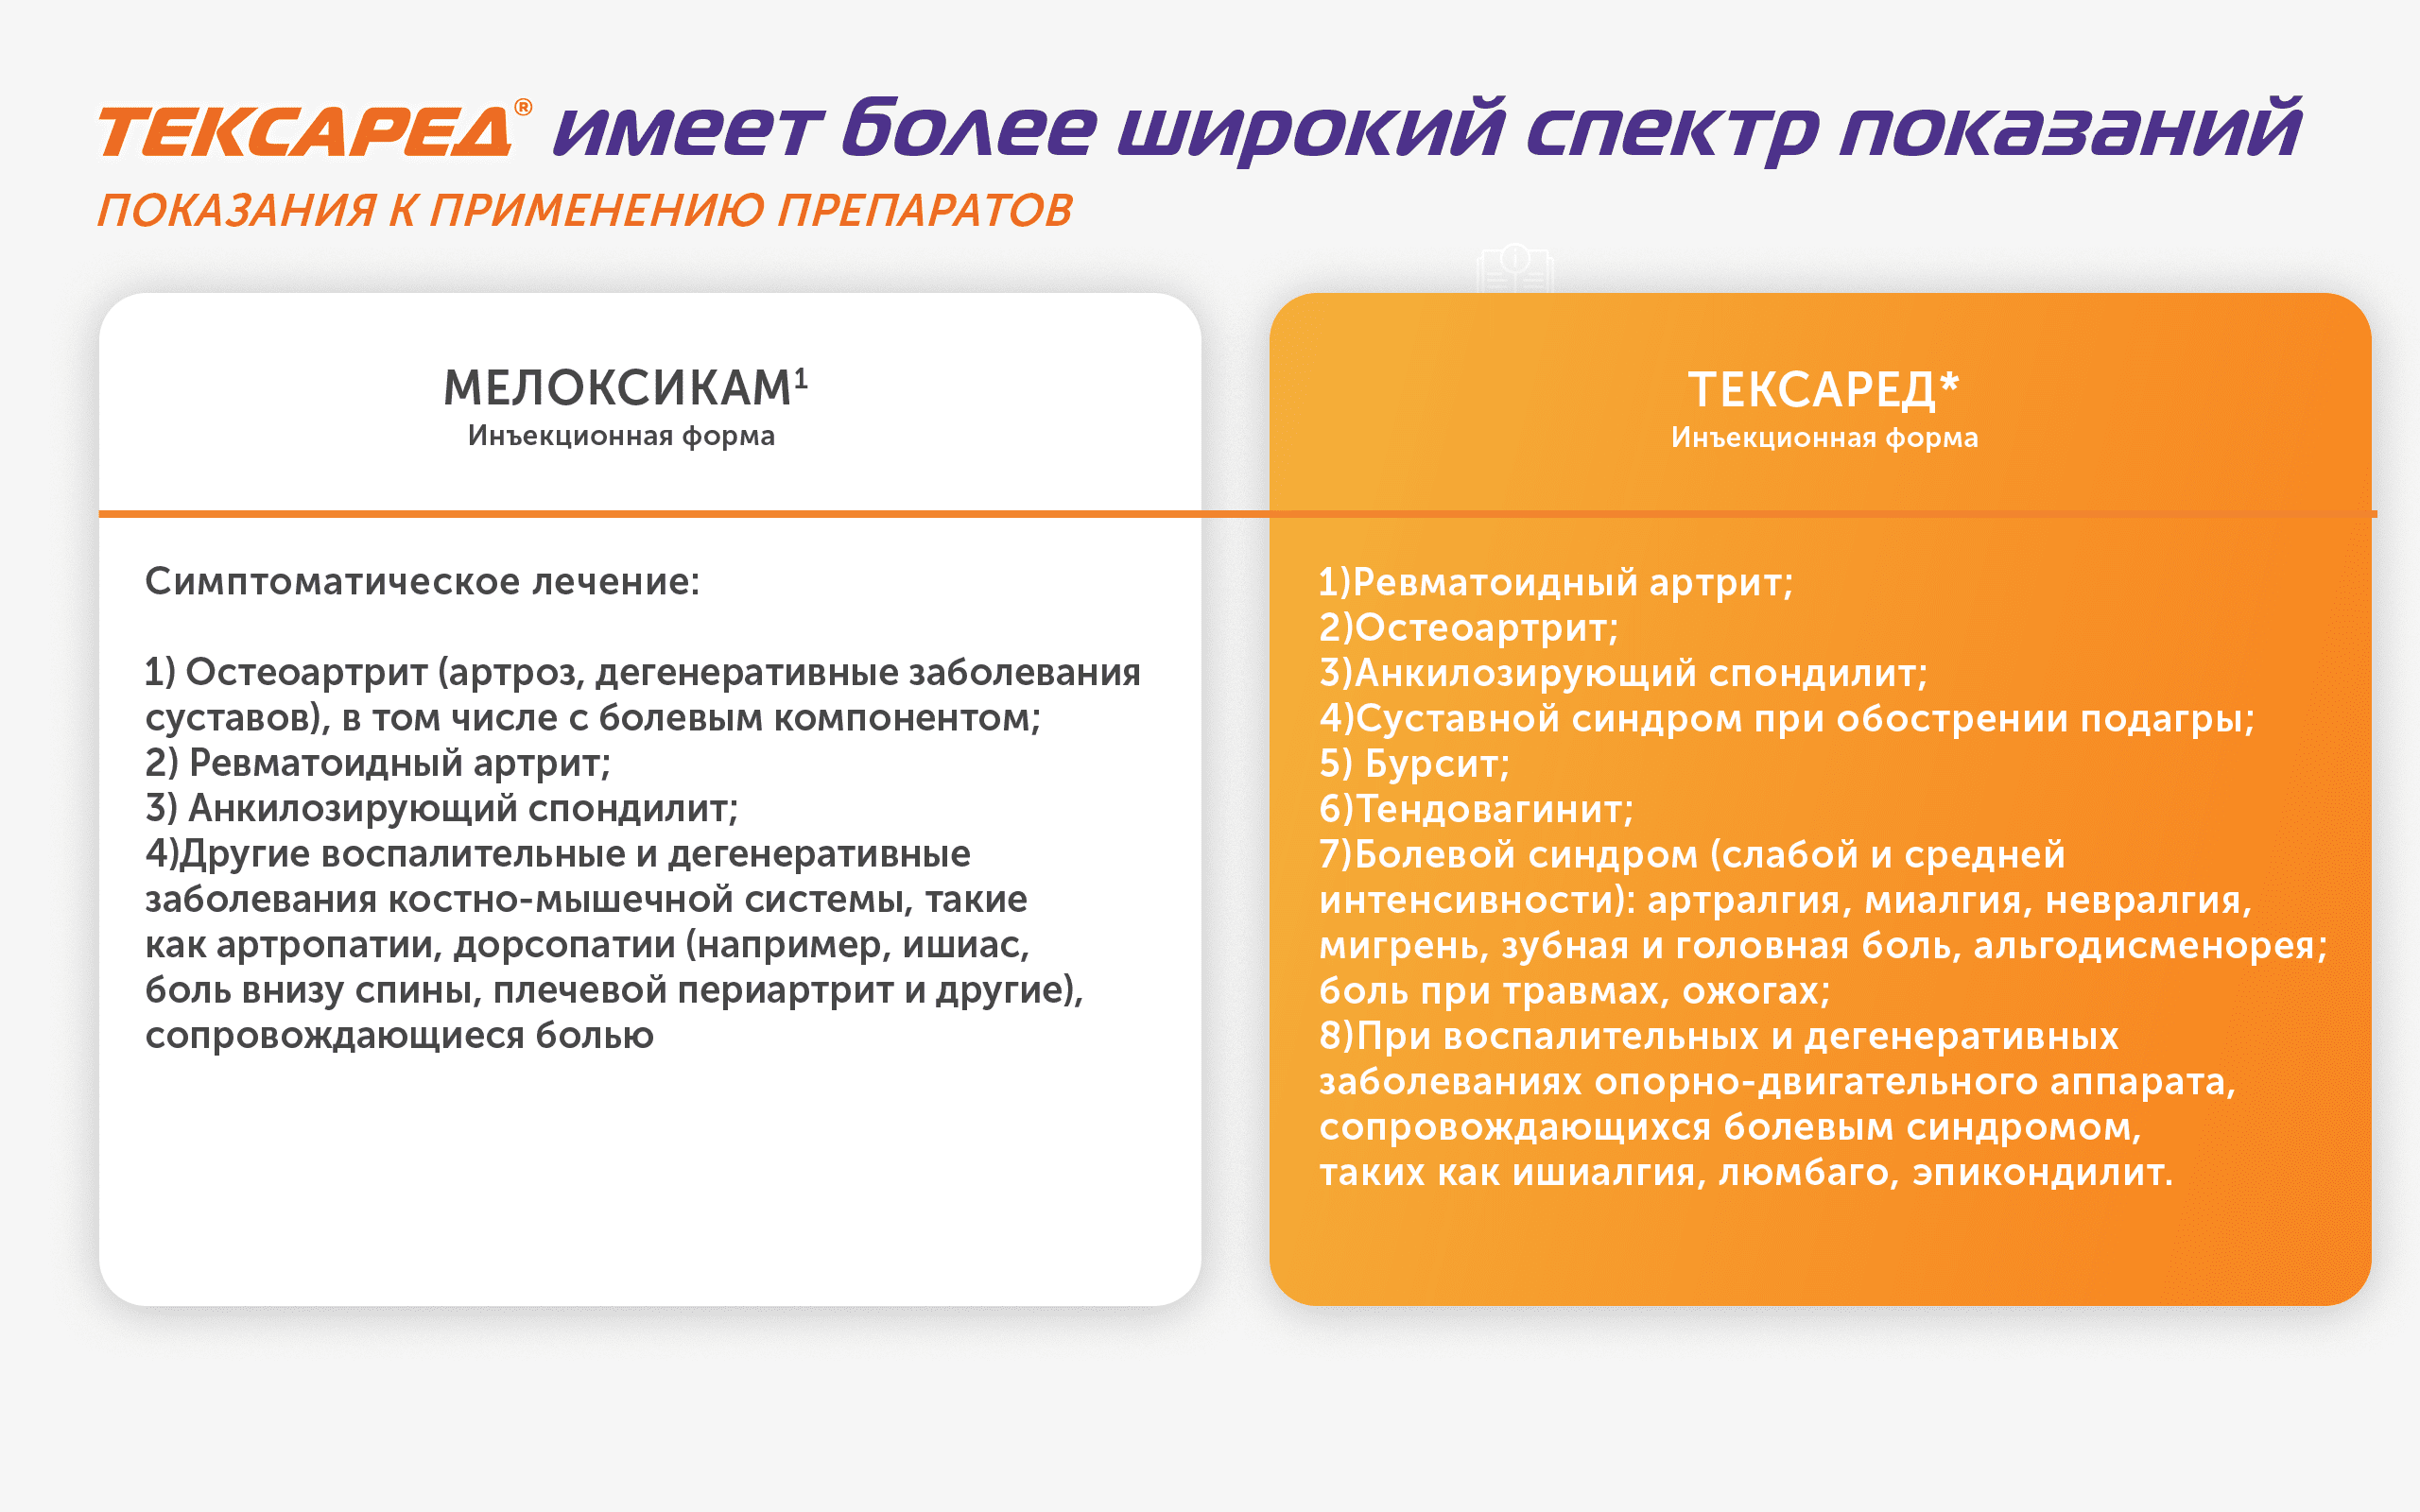 ТЕКСАРЕД® имеет более широкий спектр показаний
ПОКАЗАНИЯ К ПРИМЕНЕНИЮ ПРЕПАРАТОВ
МЕЛОКСИКАМ¹
Инъекционная форма
Симптоматическое лечение:
1) Остеоартрит (артроз, дегенеративные заболевания
суставов), в том числе с болевым компонентом;
2) Ревматоидный артрит;
3) Анкилозирующий спондилит;
4)Другие воспалительные и дегенеративные
заболевания костно-мышечной системы, такие
как артропатии, дорсопатии (например, ишиас,
боль внизу спины, плечевой периартрит и другие),
сопровождающиеся болью
ТЕКСАРЕД*
Инъекционная форма
1)Ревматоидный артрит;
2)Остеоартрит;
3)Анкилозирующий спондилит;
4)Суставной синдром при обострении подагры;
5) Бурсит;
6)Тендовагинит;
7)Болевой синдром (слабой и средней
интенсивности): артралгия, миалгия, невралгия,
мигрень, зубная и головная боль, альгодисменорея;
боль при травмах, ожогах;
8)При воспалительных и дегенеративных
заболеваниях опорно-двигательного аппарата,
сопровождающихся болевым синдромом,
таких как ишиалгия, люмбаго, эпикондилит.